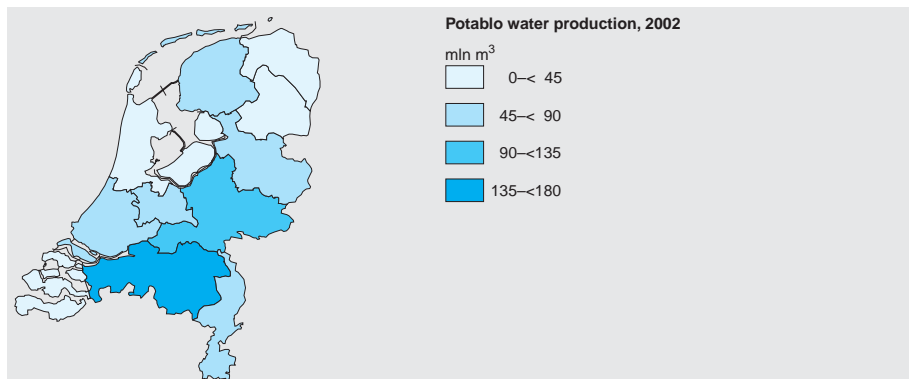 Potablo water production, 2002
mln m³
0–< 45
45–< 90
90–<135
135–<180